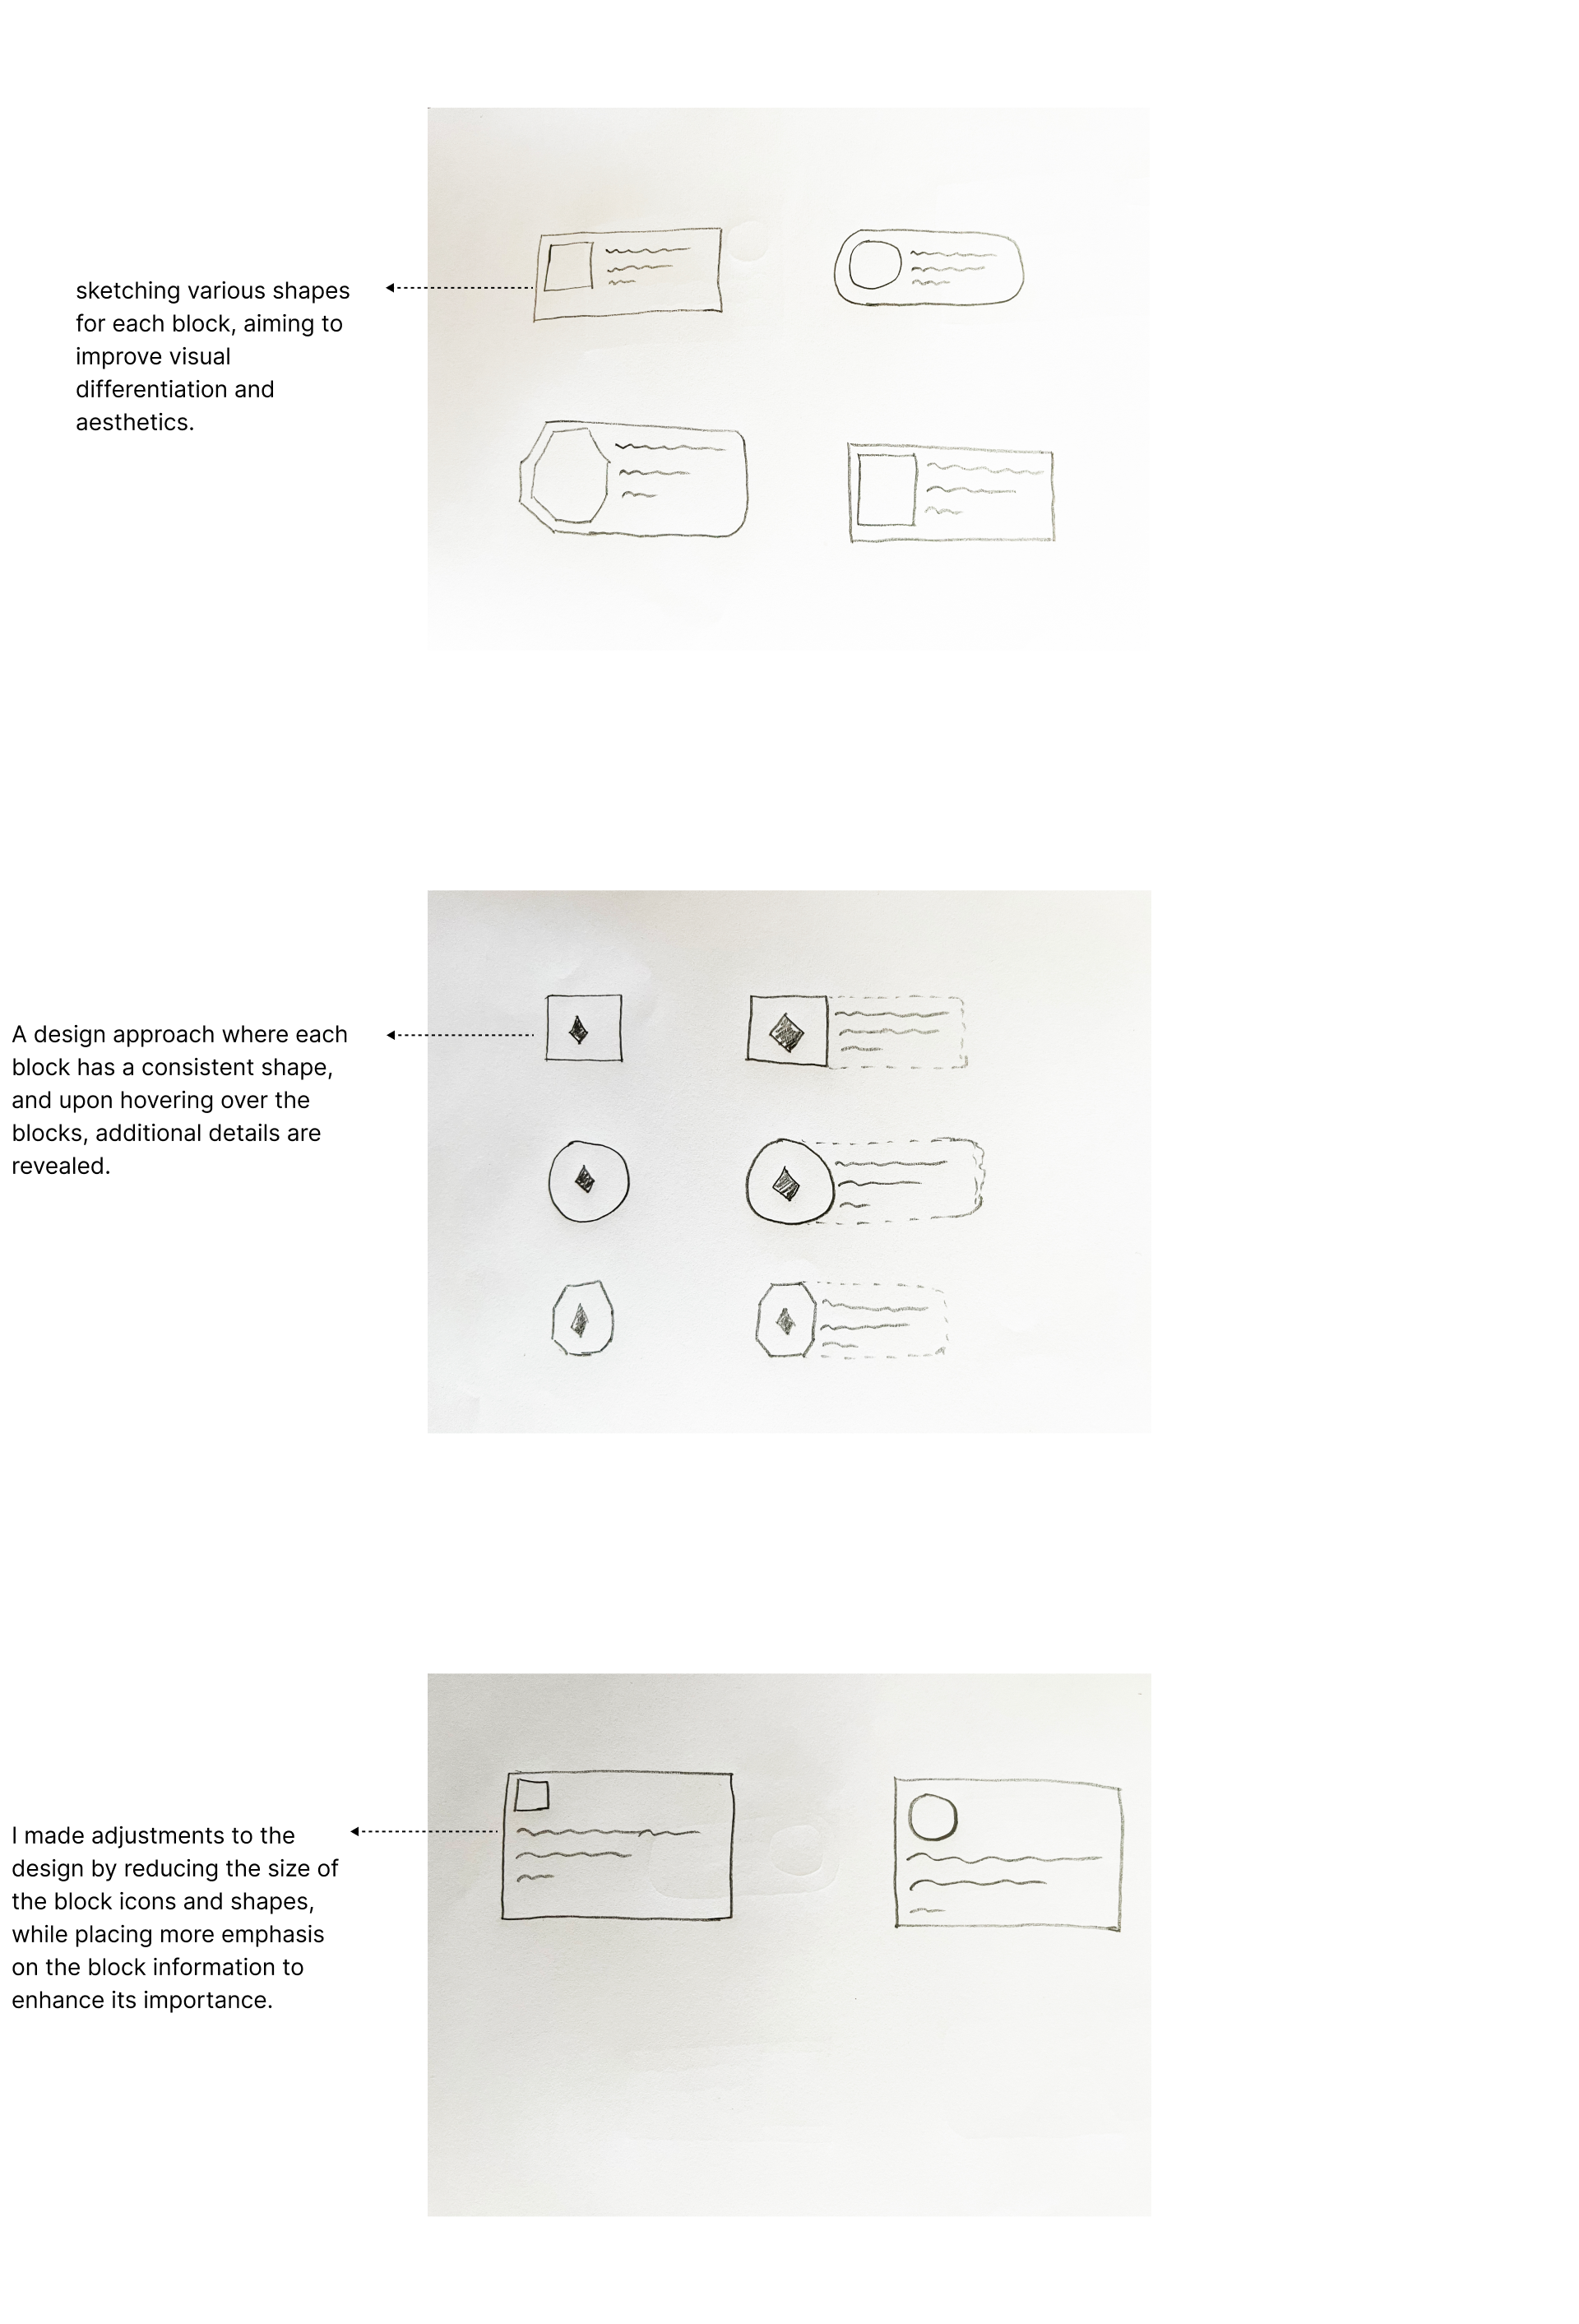 sketching various shapes
for each block, aiming to
improve visual
differentiation and
aesthetics.
A design approach where each
block has a consistent shape,
and upon hovering over the
blocks, additional details are
revealed.
I made adjustments to the
design by reducing the size of
the block icons and shapes,
while placing more emphasis
on the block information to
enhance its importance.